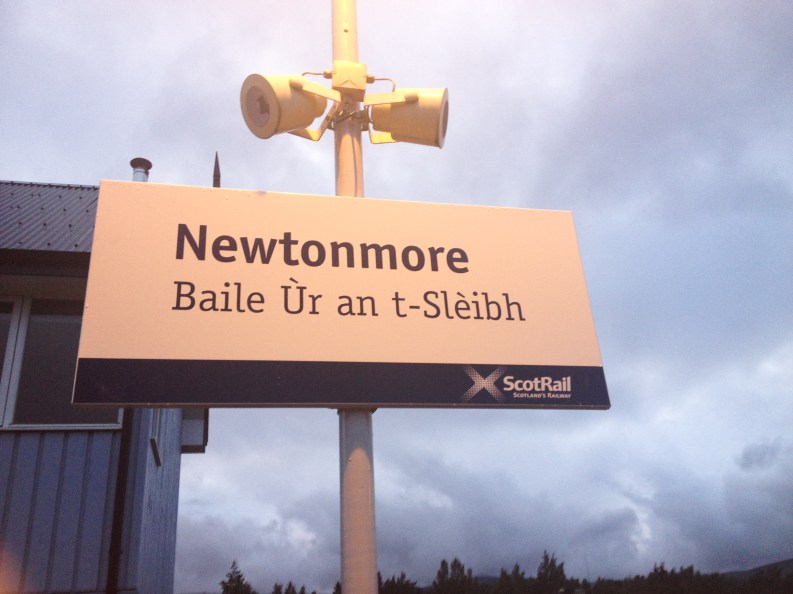 Newtonmore
Baile Ùr an t-Slèibh
ScotRail
SCOTLAND'S RAILWAY